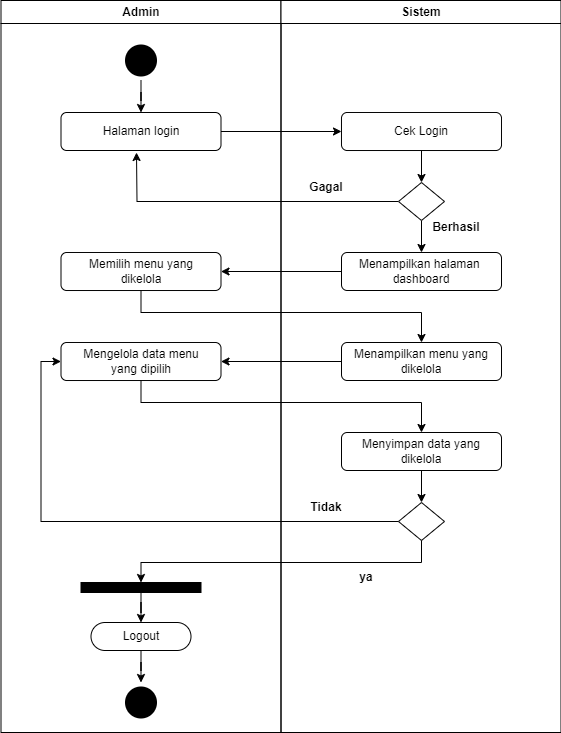 Admin
Sistem
Halaman login
Cek Login
Gagal
Berhasil
Memilih menu yang
dikelola
Menampilkan halaman
dashboard
Mengelola data menu
yang dipilih
Menampilkan menu yang
dikelola
Menyimpan data yang
dikelola
Tidak
ya
Logout